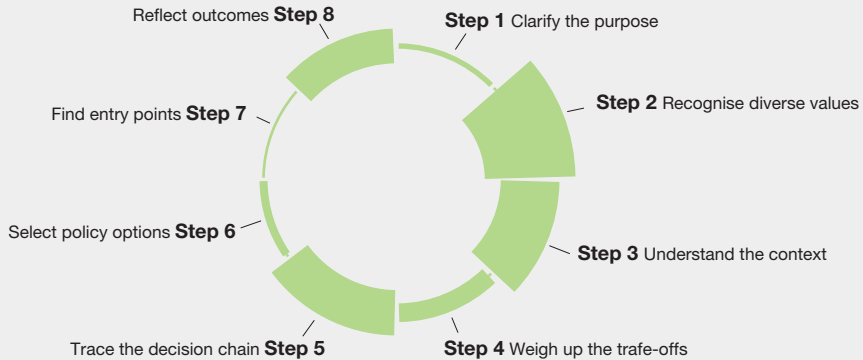 Reflect outcomes Step 8
Step 1 Clarify the purpose
Step 2 Recognise diverse values
Find entry points Step 7
Select policy options Step 6
Step 3 Understand the context
Trace the decision chain Step 5
Step 4 Weigh up the trafe-offs